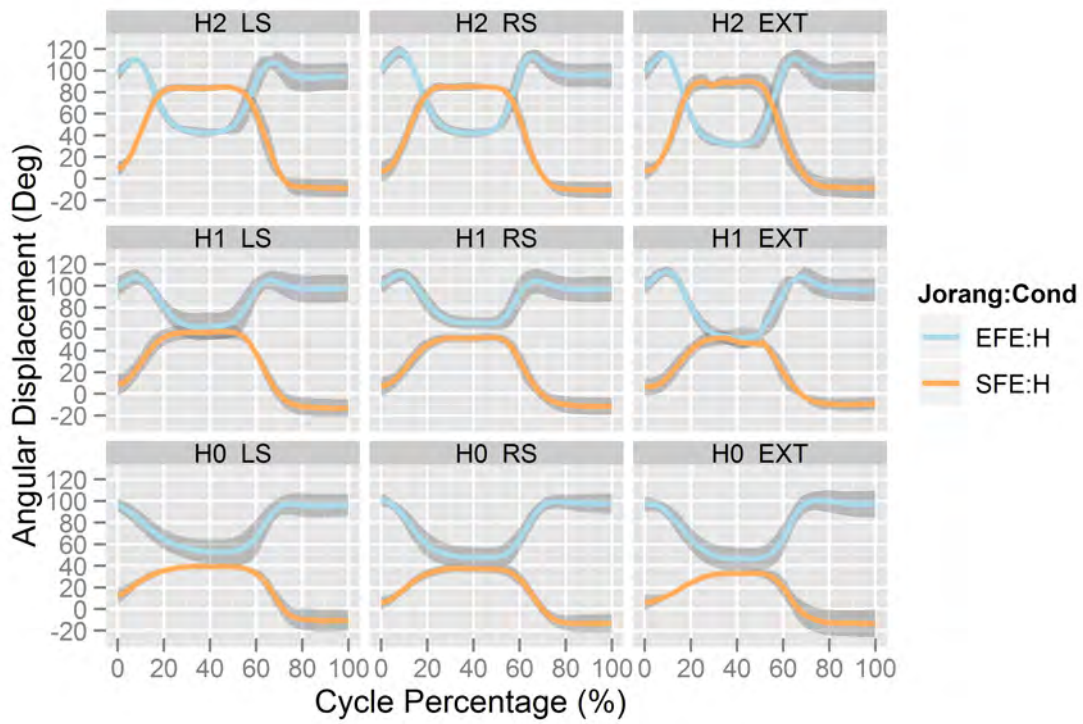 H2 LS
H2 RS
H2 EXT
120
100
80
60
40
20
0
-20
H1 LS
H1 RS
H1 EXT
120
100
80
60
40
20
0
-20
H0 LS
H0 RS
H0 EXT
120
100
80
60
40
20
0
-20
0 20 40 60 80 100
0 20 40 60 80 100
0 20 40 60 80 100
Angular Displacement (Deg)
Cycle Percentage (%)
Jorang:Cond
EFE:H
SFE:H